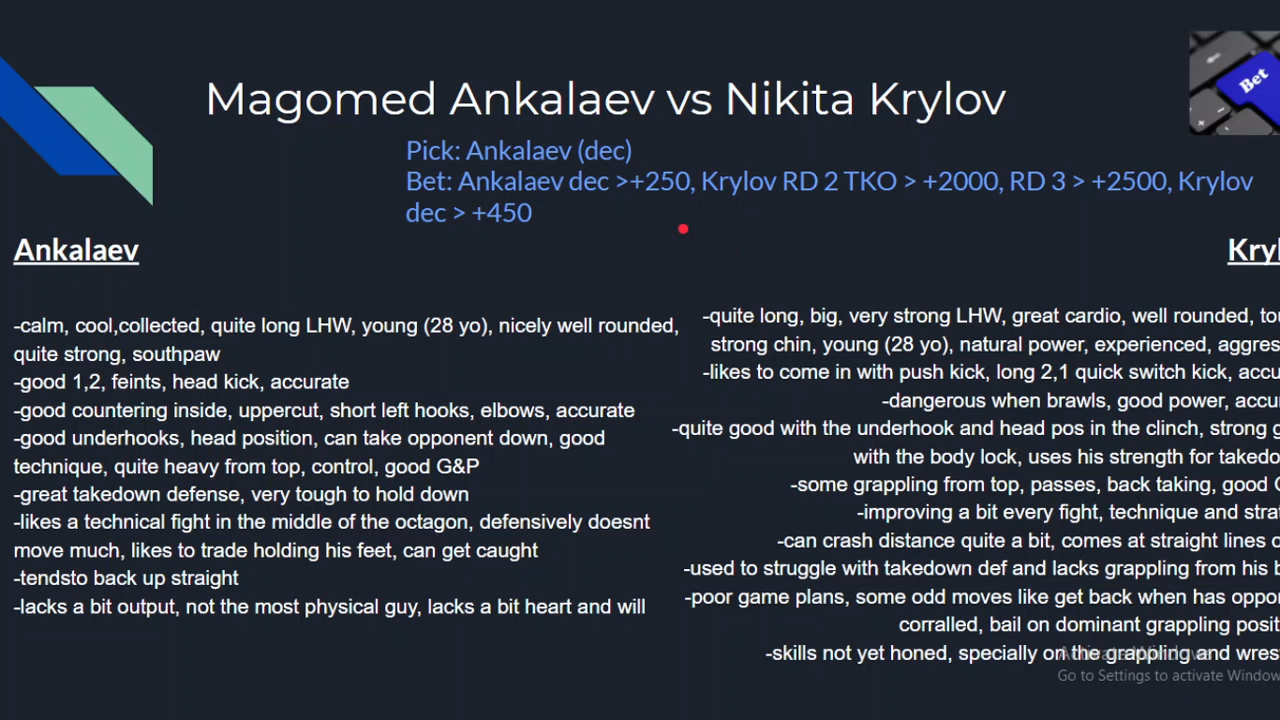 Magomed Ankalaev vs Nikita Krylov
Bet
Pick: Ankalaev (dec)
Bet: Ankalaev dec >+250, Krylov RD 2 TKO > +2000, RD 3 > +2500, Krylov
dec > +450
Ankalaev
-calm, cool,collected, quite long LHW, young (28 yo), nicely well rounded,
quite strong, southpaw
-good 1,2, feints, head kick, accurate
-good countering inside, uppercut, short left hooks, elbows, accurate
-good underhooks, head position, can take opponent down, good
technique, quite heavy from top, control, good G&P
-great takedown defense, very tough to hold down
-likes a technical fight in the middle of the octagon, defensively doesnt
move much, likes to trade holding his feet, can get caught
-tendsto back up straight
-lacks a bit output, not the most physical guy, lacks a bit heart and will
-quite long, big, very strong LHW, great cardio, well rounded,
strong chin, young (28 yo), natural power, experienced,
-likes to come in with push kick, long 2,1 quick switch kick,
-dangerous when brawls, good power,
-quite good with the underhook and head pos in the clinch, strong
with the body lock, uses his strength for
-some grappling from top, passes, back taking, good
-improving a bit every fight, technique and
-can crash distance quite a bit, comes at straight lines
-used to struggle with takedown def and lacks grappling from his
-poor game plans, some odd moves like get back when has
corralled, bail on dominant grappling
-skills not yet honed, specially on the grappling and
Activate Windows
Go to Settings to activate